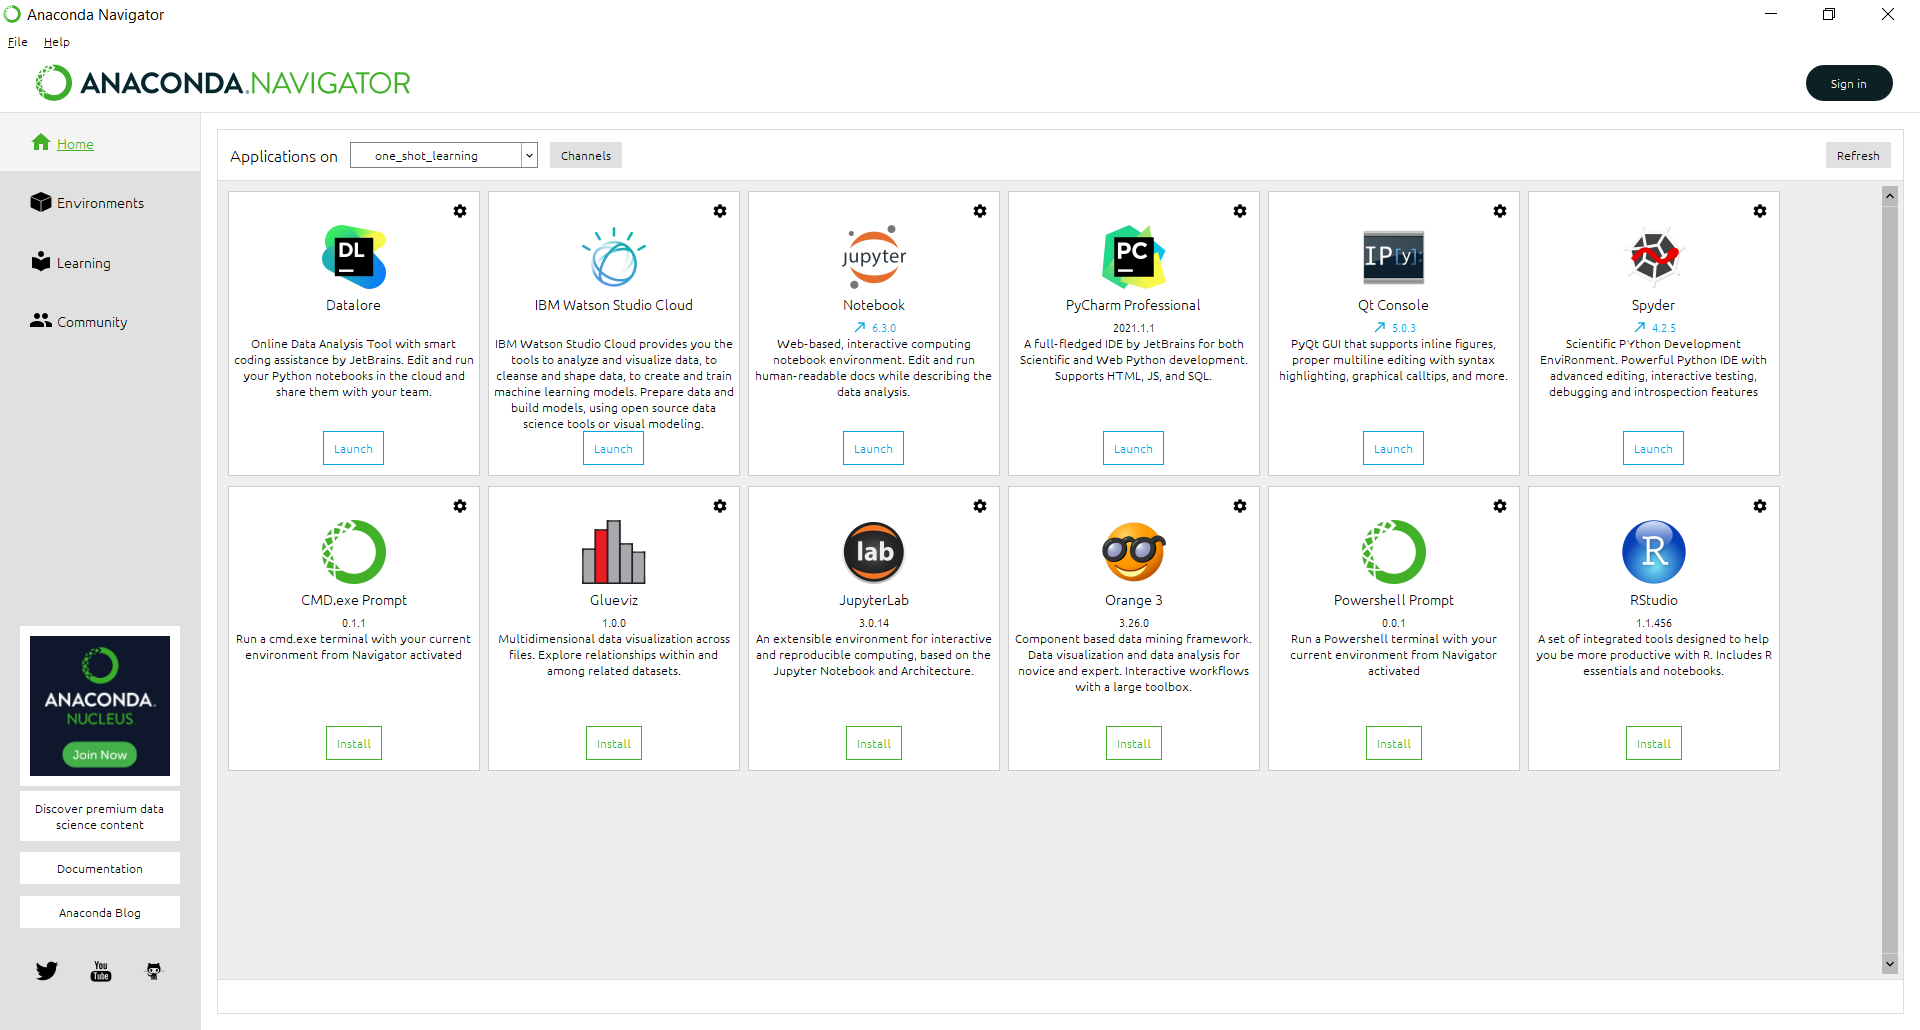 Anaconda Navigator
File Help
ANACONDA.NAVIGATOR
Sign in
Home
Environments
Learning
Community
ANACONDA.
NUCLEUS
Join Now
Discover premium data
science content
Documentation
Anaconda Blog
You
Tube
Applications on one_shot_learning Channels Refresh
DL
Datalore
Online Data Analysis Tool with smart
coding assistance by JetBrains. Edit and run
your Python notebooks in the cloud and
share them with your team.
Launch
IBM Watson Studio Cloud
IBM Watson Studio Cloud provides you the
tools to analyze and visualize data, to
cleanse and shape data, to create and train
machine learning models. Prepare data and
build models, using open source data
science tools or visual modeling.
Launch
jupyter
Notebook
6.3.0
Web-based, interactive computing
notebook environment. Edit and run
human-readable docs while describing the
data analysis.
Launch
PC
PyCharm Professional
2021.1.1
A full-fledged IDE by JetBrains for both
Scientific and Web Python development.
Supports HTML, JS, and SQL.
Launch
IP[y]:
Qt Console
5.0.3
PyQt GUI that supports inline figures,
proper multiline editing with syntax
highlighting, graphical calltips, and more.
Launch
Spyder
4.2.5
Scientific PYthon Development
EnviRonment. Powerful Python IDE with
advanced editing, interactive testing,
debugging and introspection features
Launch
CMD.exe Prompt
0.1.1
Run a cmd.exe terminal with your current
environment from Navigator activated
Install
Glueviz
1.0.0
Multidimensional data visualization across
files. Explore relationships within and
among related datasets.
Install
lab
JupyterLab
3.0.14
An extensible environment for interactive
and reproducible computing, based on the
Jupyter Notebook and Architecture.
Install
Orange 3
3.26.0
Component based data mining framework.
Data visualization and data analysis for
novice and expert. Interactive workflows
with a large toolbox.
Install
Powershell Prompt
0.0.1
Run a Powershell terminal with your
current environment from Navigator
activated
Install
R
RStudio
1.1.456
A set of integrated tools designed to help
you be more productive with R. Includes R
essentials and notebooks.
Install